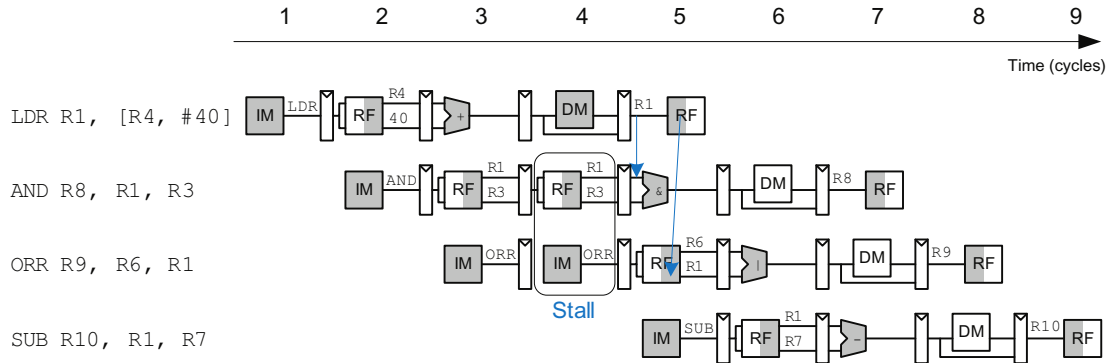 1 2 3 4 5 6 7 8 9
Time (cycles)
LDR R1, [R4, #40] IM LDR RF R4 40 + DM R1 RF
AND R8, R1, R3 IM AND RF R1 R3 RF R1 R3 & DM R8 RF
ORR R9, R6, R1 IM ORR IM ORR RF R6 R1 | DM R9 RF
Stall
SUB R10, R1, R7 IM SUB RF R1 R7 - DM R10 RF